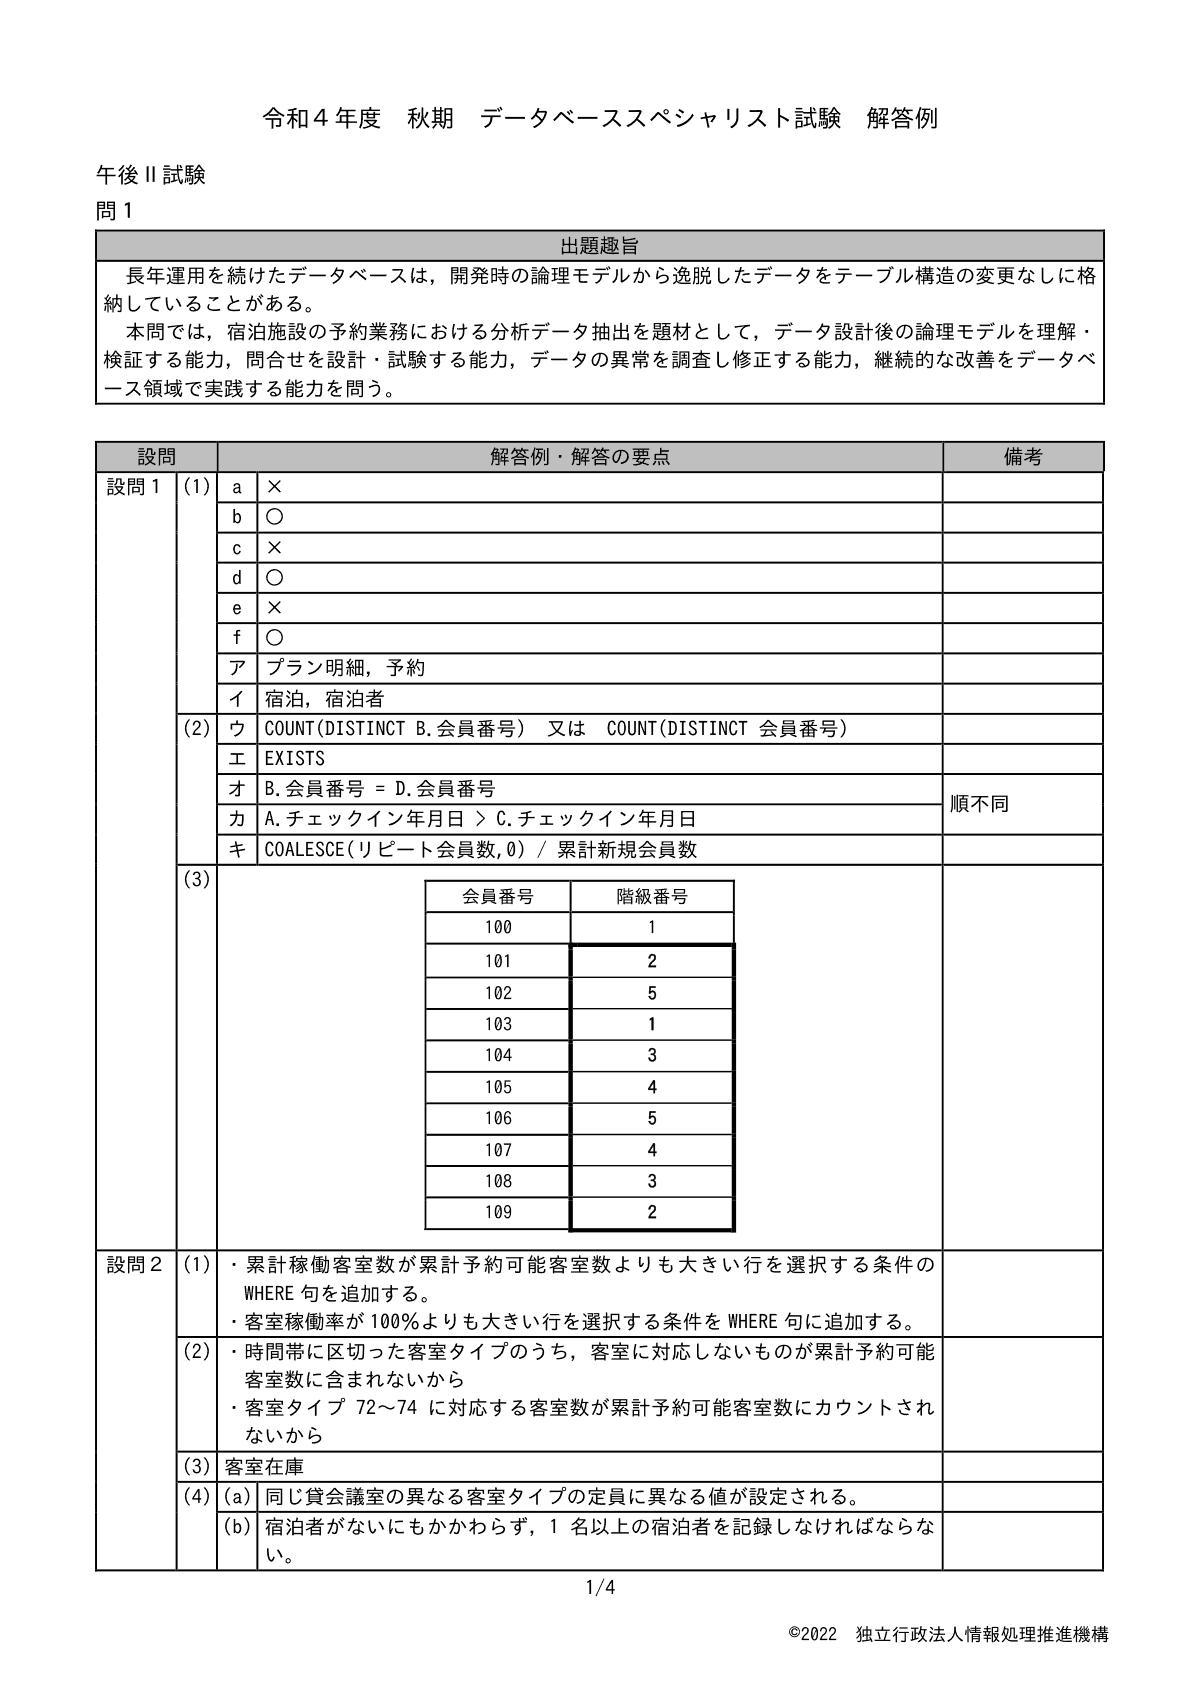 令和４年度　秋期　データベーススペシャリスト試験　解答例
午後Ⅱ試験
問１
出題趣旨
　長年運用を続けたデータベースは，開発時の論理モデルから逸脱したデータをテーブル構造の変更なしに格
納していることがある。
　本問では，宿泊施設の予約業務における分析データ抽出を題材として，データ設計後の論理モデルを理解・
検証する能力，問合せを設計・試験する能力，データの異常を調査し修正する能力，継続的な改善をデータベ
ース領域で実践する能力を問う。
設問 解答例・解答の要点 備考
設問１ (1) a ×
b ○
c ×
d ○
e ×
f ○
ア プラン明細，予約
イ 宿泊，宿泊者
(2) ウ COUNT(DISTINCT B.会員番号)　又は　COUNT(DISTINCT 会員番号)
エ EXISTS
オ B.会員番号 = D.会員番号
順不同
カ A.チェックイン年月日 > C.チェックイン年月日
キ COALESCE(リピート会員数,0) / 累計新規会員数
(3)
会員番号 階級番号
100 1
101 2
102 5
103 1
104 3
105 4
106 5
107 4
108 3
109 2
設問２ (1) ・累計稼働客室数が累計予約可能客室数よりも大きい行を選択する条件の
WHERE 句を追加する。
・客室稼働率が 100％よりも大きい行を選択する条件を WHERE 句に追加する。
(2) ・時間帯に区切った客室タイプのうち，客室に対応しないものが累計予約可能
客室数に含まれないから
・客室タイプ 72～74 に対応する客室数が累計予約可能客室数にカウントされ
ないから
(3) 客室在庫
(4) (a) 同じ貸会議室の異なる客室タイプの定員に異なる値が設定される。
(b) 宿泊者がないにもかかわらず，1 名以上の宿泊者を記録しなければならな
い。
1/4
©2022　独立行政法人情報処理推進機構